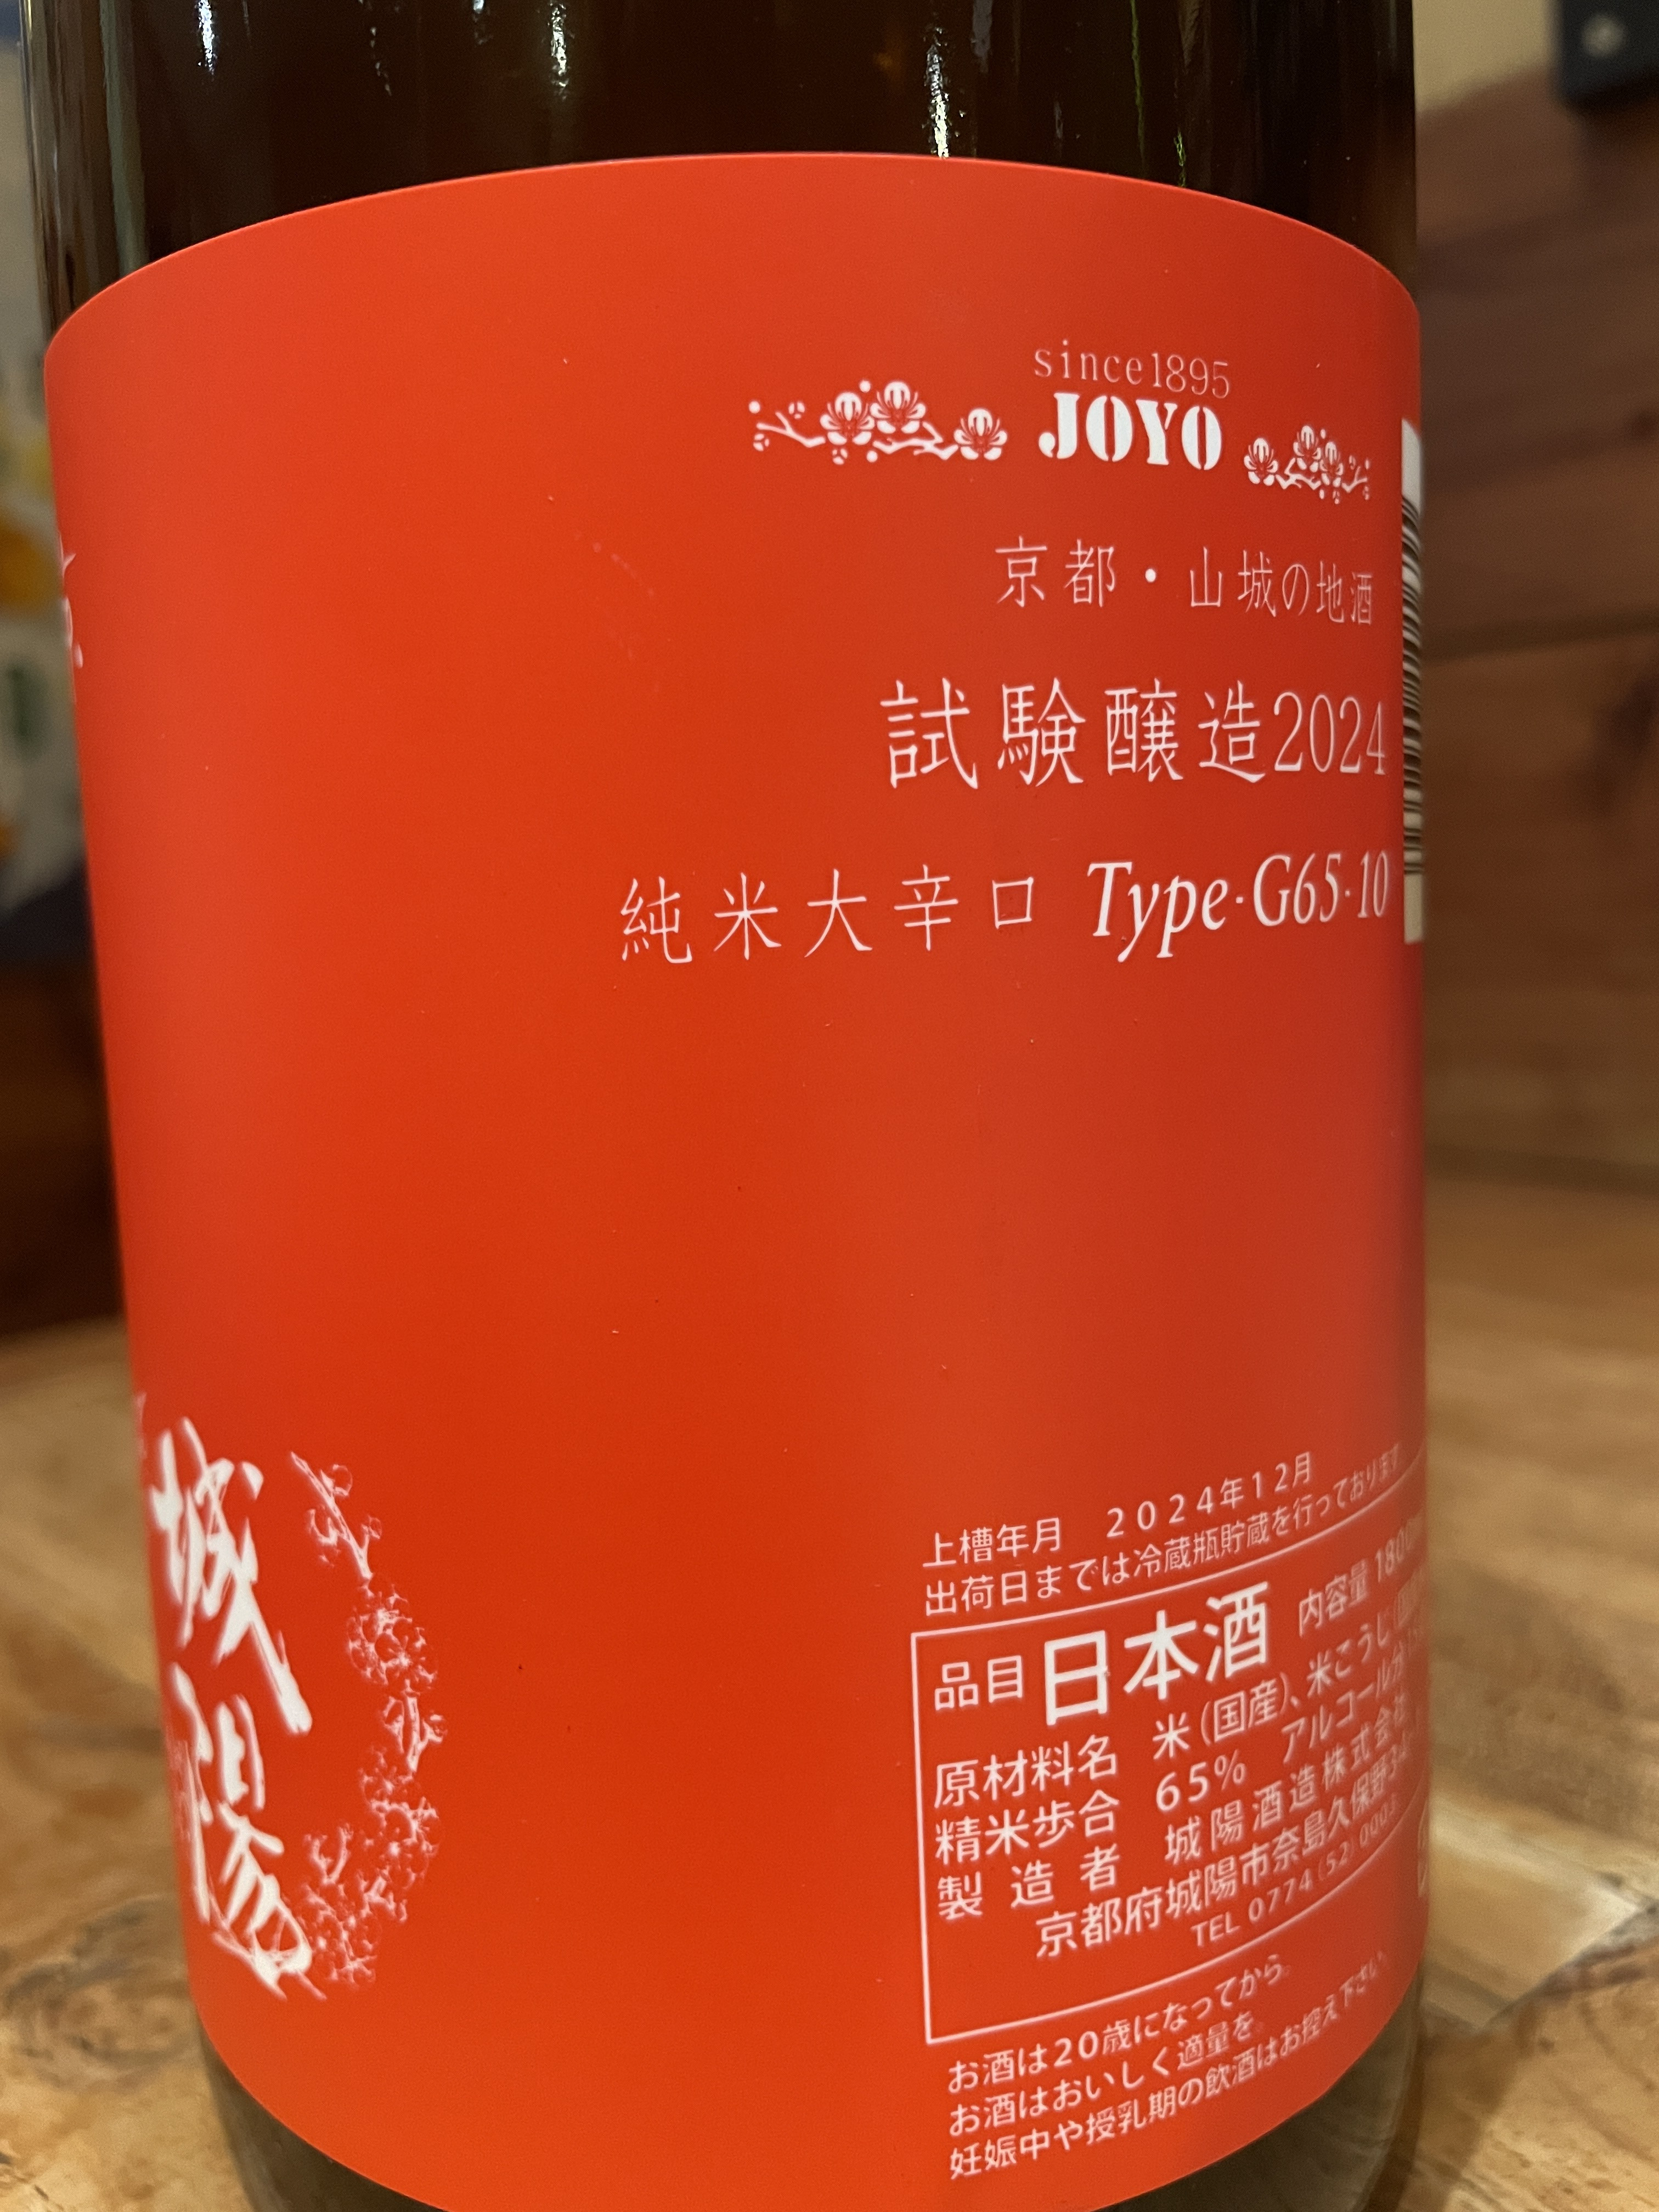 since1895
JOYO
京都・山城の地酒
試験醸造2024
純米大辛口 Type·G65·10
城陽
上槽年月 2024年12月
出荷日までは冷蔵瓶貯蔵を行っております
品目 日本酒 内容量 1800
原材料名 米(国産)、米こうじ(国産
精米歩合 65% アルコール分
製造者 城陽酒造株式会社
京都府城陽市奈島久保野
TEL 0774(52)0003
お酒は20歳になってから。
お酒はおいしく適量を。
妊娠中や授乳期の飲酒はお控え下さい。